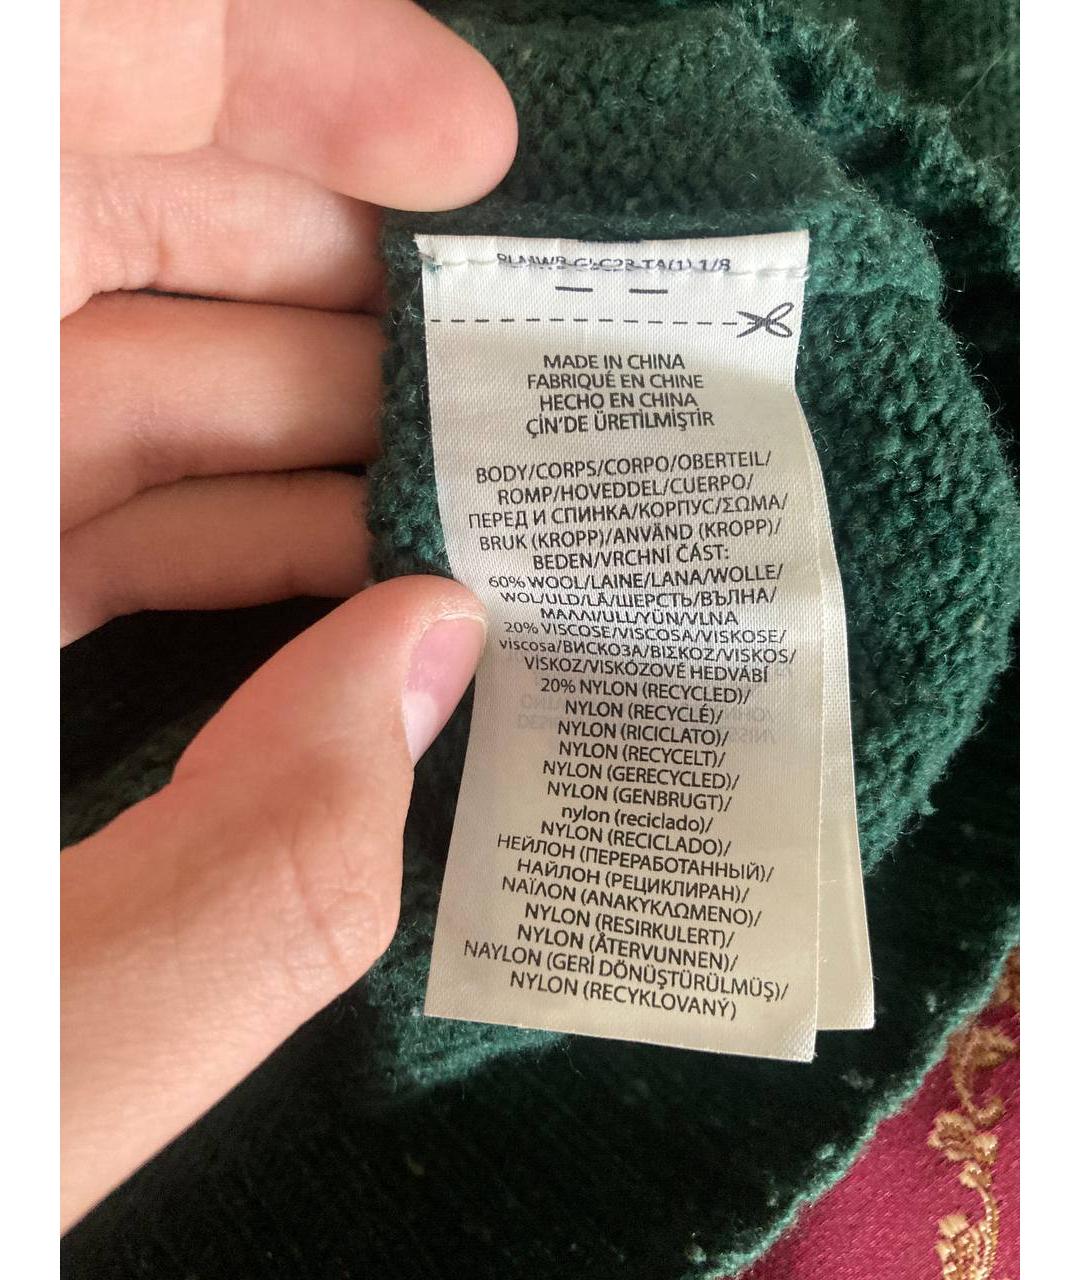 1/8
MADE IN CHINA
FABRIQUÉ EN CHINE
HECHO EN CHINA
ÇİN'DE ÜRETİLMİŞTİR
BODY/CORPS/CORPO/OBERTEIL/
ROMP/HOVEDDEL/CUERPO/
ПЕРЕД И СПИНКА/КОРПУС/ΣΩΜΑ/
BRUK (KROPP)/ANVÄND (KROPP)/
BEDEN/VRCHNÍ ČÁST:
60% WOOL/LAINE/LANA/WOLLE/
WOL/ULD/LÃ/ШЕРСТЬ/ВЪЛНА/
ΜΑΛΛΙ/ULL/YÜN/VLNA
20% VISCOSE/VISCOSA/VISKOSE/
viscosa/ВИСКОЗА/ΒΙΣΚΟΖ/VISKOS/
VİSKOZ/VISKÓZOVÉ HEDVÁBÍ
20% NYLON (RECYCLED)/
NYLON (RECYCLÉ)/
NYLON (RICICLATO)/
NYLON (RECYCELT)/
NYLON (GERECYCLED)/
NYLON (GENBRUGT)/
nylon (reciclado)/
NYLON (RECICLADO)/
НЕЙЛОН (ПЕРЕРАБОТАННЫЙ)/
НАЙЛОН (РЕЦИКЛИРАН)/
ΝΑΪΛΟΝ (ΑΝΑΚΥΚΛΩΜΕΝΟ)/
NYLON (RESIRKULERT)/
NYLON (ÅTERVUNNEN)/
NAYLON (GERİ DÖNÜŞTÜRÜLMÜŞ)/
NYLON (RECYKLOVANÝ)